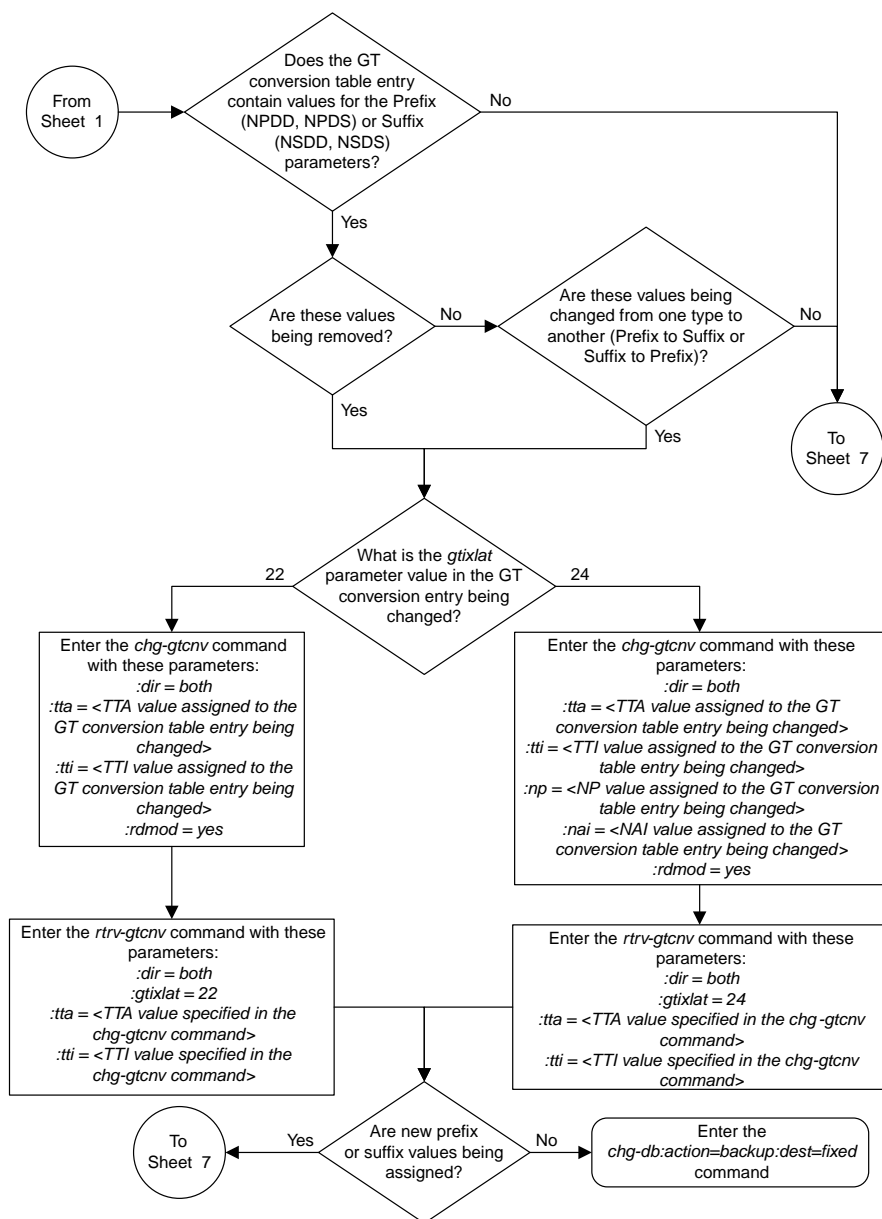 Does the GT
conversion table entry
contain values for the Prefix
(NPDD, NPDS) or Suffix
(NSDD, NSDS)
parameters?
From
Sheet 1
No
Yes
Are these values
being removed?
No
Are these values being
changed from one type to
another (Prefix to Suffix or
Suffix to Prefix)?
No
Yes
Yes
To
Sheet 7
What is the gtixlat
parameter value in the GT
conversion entry being
changed?
22
24
Enter the chg-gtcnv command
with these parameters:
:dir = both
:tta = <TTA value assigned to the
GT conversion table entry being
changed>
:tti = <TTI value assigned to the
GT conversion table entry being
changed>
:rdmod = yes
Enter the chg-gtcnv command with these
parameters:
:dir = both
:tta = <TTA value assigned to the GT
conversion table entry being changed>
:tti = <TTI value assigned to the GT conversion
table entry being changed>
:np = <NP value assigned to the GT conversion
table entry being changed>
:nai = <NAI value assigned to the GT
conversion table entry being changed>
:rdmod = yes
Enter the rtrv-gtcnv command with these
parameters:
:dir = both
:gtixlat = 22
:tta = <TTA value specified in the
chg-gtcnv command>
:tti = <TTI value specified in the
chg-gtcnv command>
Enter the rtrv-gtcnv command with these
parameters:
:dir = both
:gtixlat = 24
:tta = <TTA value specified in the chg-gtcnv
command>
:tti = <TTI value specified in the chg-gtcnv
command>
To
Sheet 7
Yes
Are new prefix
or suffix values being
assigned?
No
Enter the
chg-db:action=backup:dest=fixed
command